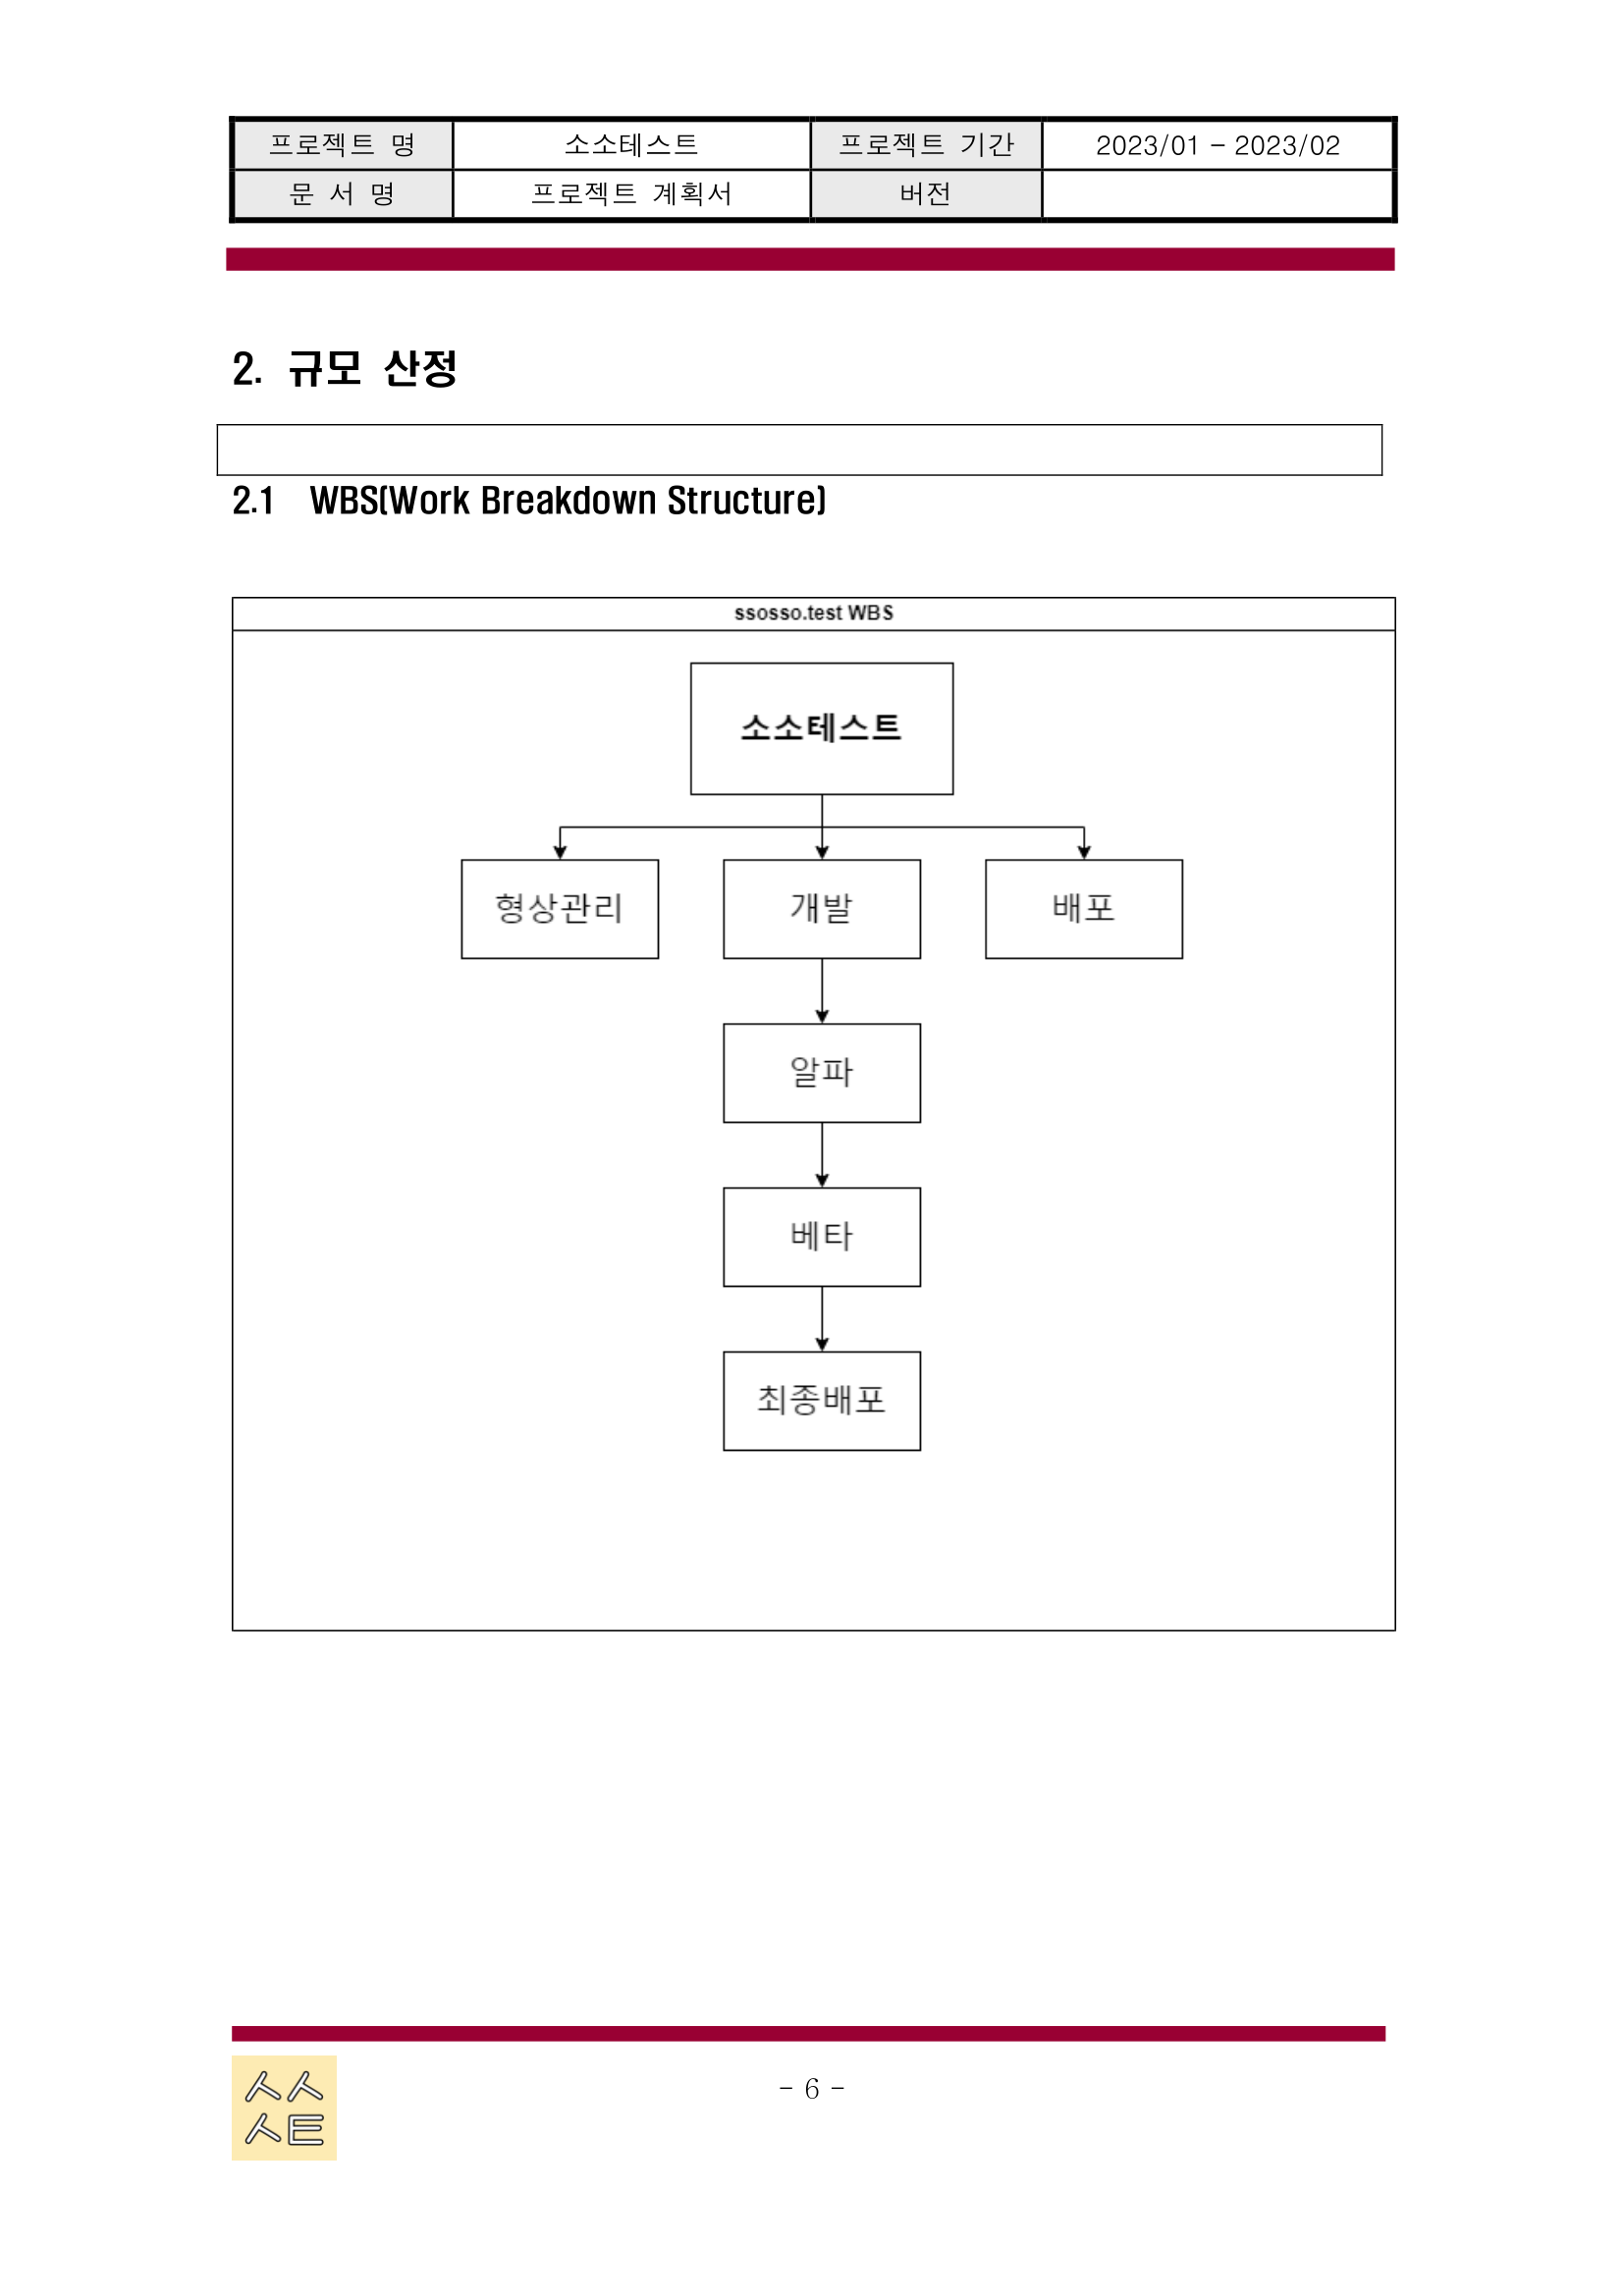 프로젝트 명 소소테스트 프로젝트 기간 2023/01 - 2023/02
문 서 명 프로젝트 계획서 버전
2. 규모 산정
2.1 WBS(Work Breakdown Structure)
ssosso.test WBS
소소테스트
형상관리 개발 배포
알파
베타
최종배포
- 6 -
ㅅㅅ
ㅅㅌ